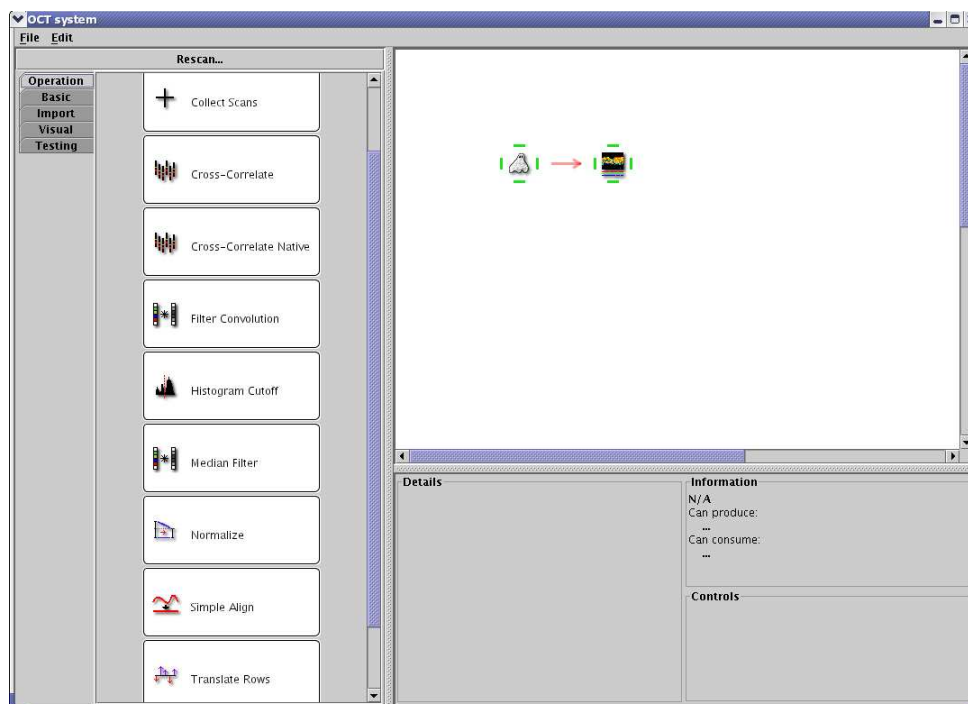 OCT system
File Edit
Rescan...
Operation
Basic
Import
Visual
Testing
Collect Scans
Cross-Correlate
Cross-Correlate Native
Filter Convolution
Histogram Cutoff
Median Filter
Normalize
Simple Align
Translate Rows
Details
Information
N/A
Can produce:
...
Can consume:
...
Controls